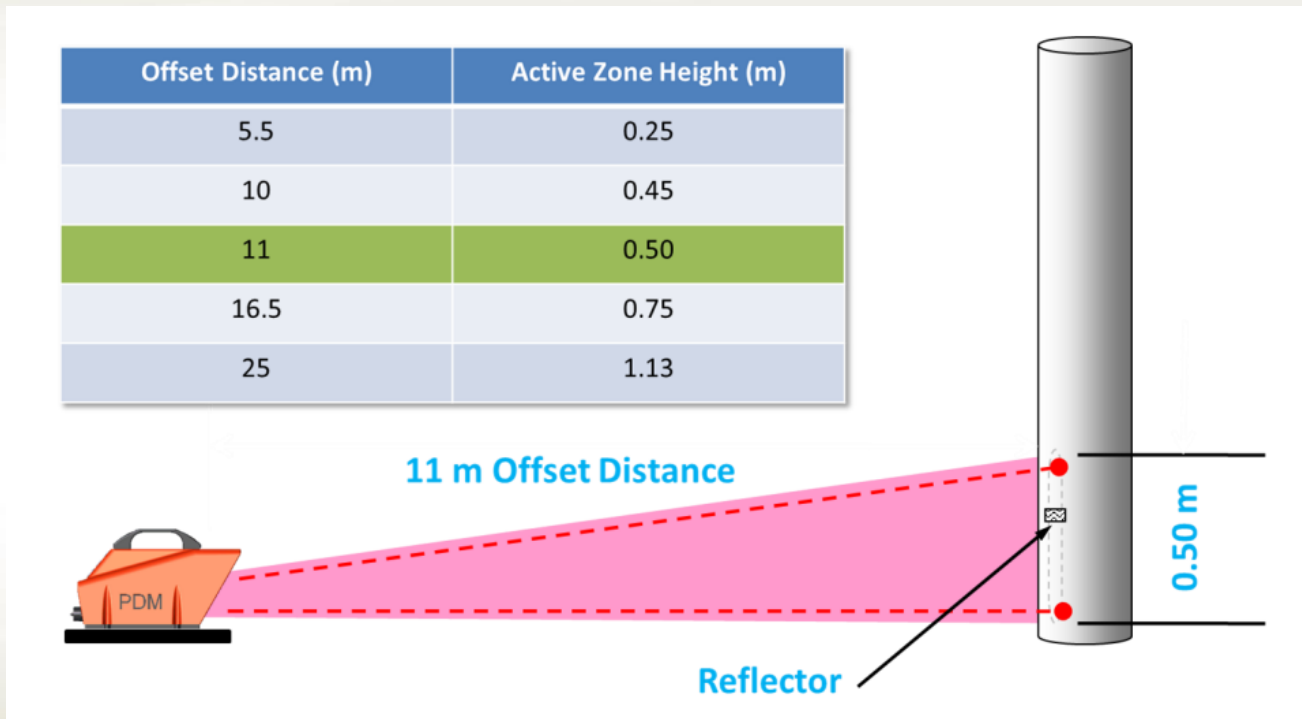 Offset Distance (m) Active Zone Height (m)
5.5 0.25
10 0.45
11 0.50
16.5 0.75
25 1.13
11 m Offset Distance
PDM
0.50 m
Reflector